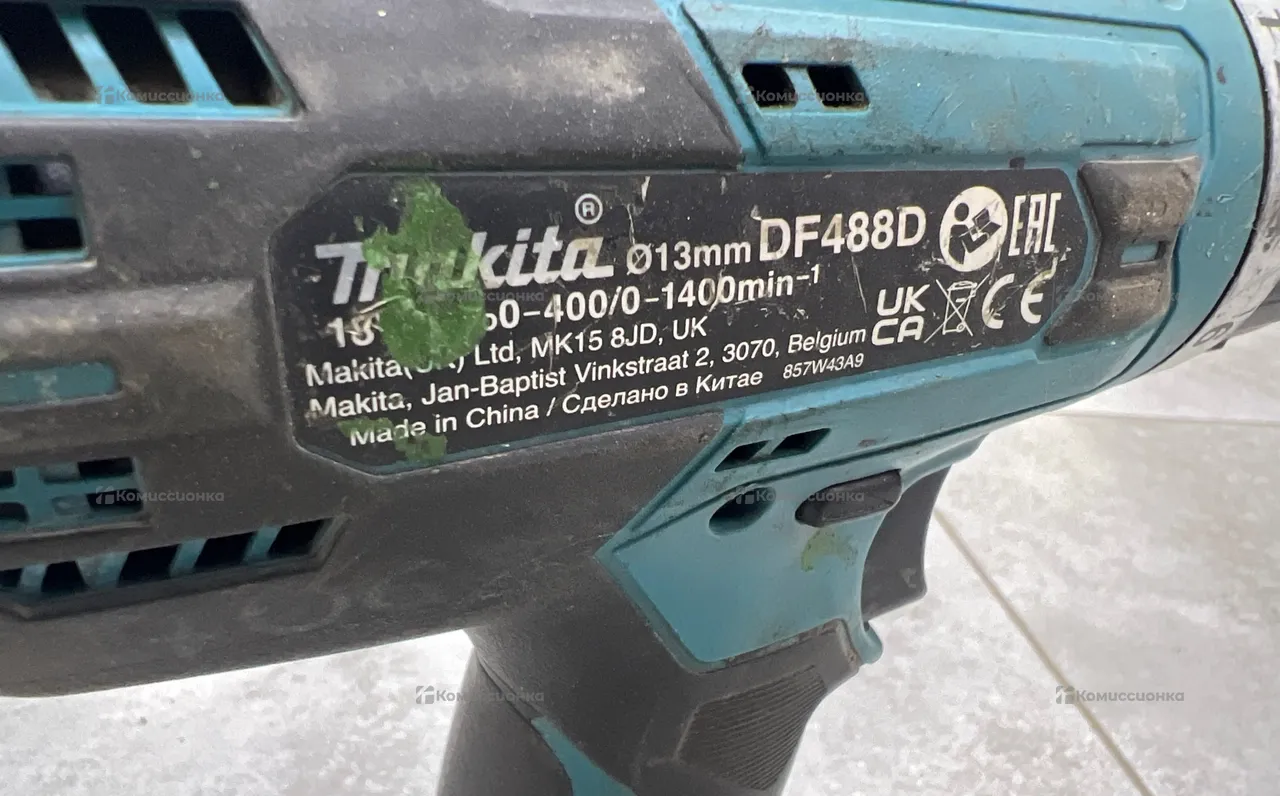 Makita® Ø13mm DF488D EAC
0-400/0-1400min-1
Makita(UK) Ltd, MK15 8JD, UK
UK CA CE
Makita, Jan-Baptist Vinkstraat 2, 3070, Belgium
Made in China / Сделано в Китае 857W43A9
Комиссионка
Комиссионка
Комиссионка
Комиссионка
Комиссионка
Комиссионка